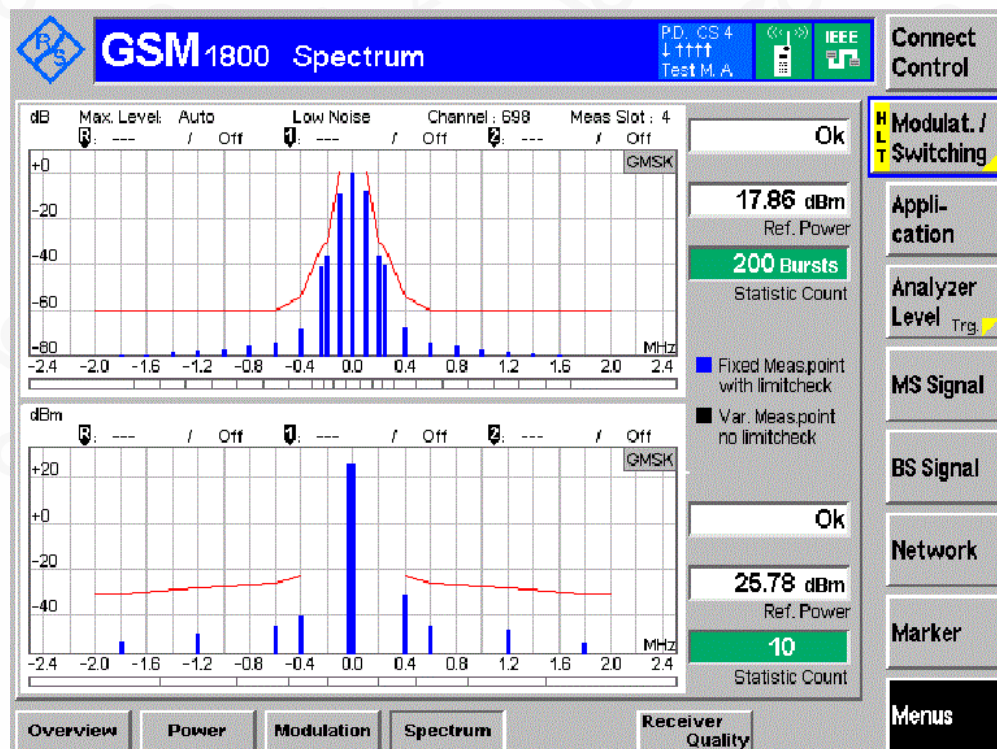 R/S
GSM 1800 Spectrum
PD. CS 4
Test M. A
IEEE
Connect Control
dB Max. Level: Auto Low Noise Channel : 698 Meas Slot : 4
R: --- / Off 1: --- / Off 2: --- / Off
GMSK
+0
-20
-40
-60
-80
MHz
-2.4 -2.0 -1.6 -1.2 -0.8 -0.4 0.0 0.4 0.8 1.2 1.6 2.0 2.4
Ok
17.86 dBm
Ref. Power
200 Bursts
Statistic Count
Fixed Meas.point
with limitcheck
Var. Meas.point
no limitcheck
dBm
R: --- / Off 1: --- / Off 2: --- / Off
GMSK
+20
+0
-20
-40
MHz
-2.4 -2.0 -1.6 -1.2 -0.8 -0.4 0.0 0.4 0.8 1.2 1.6 2.0 2.4
Ok
25.78 dBm
Ref. Power
10
Statistic Count
HLT
Modulat. /
Switching
Appli-
cation
Analyzer
Level Trg.
MS Signal
BS Signal
Network
Marker
Menus
Overview Power Modulation Spectrum Receiver
Quality